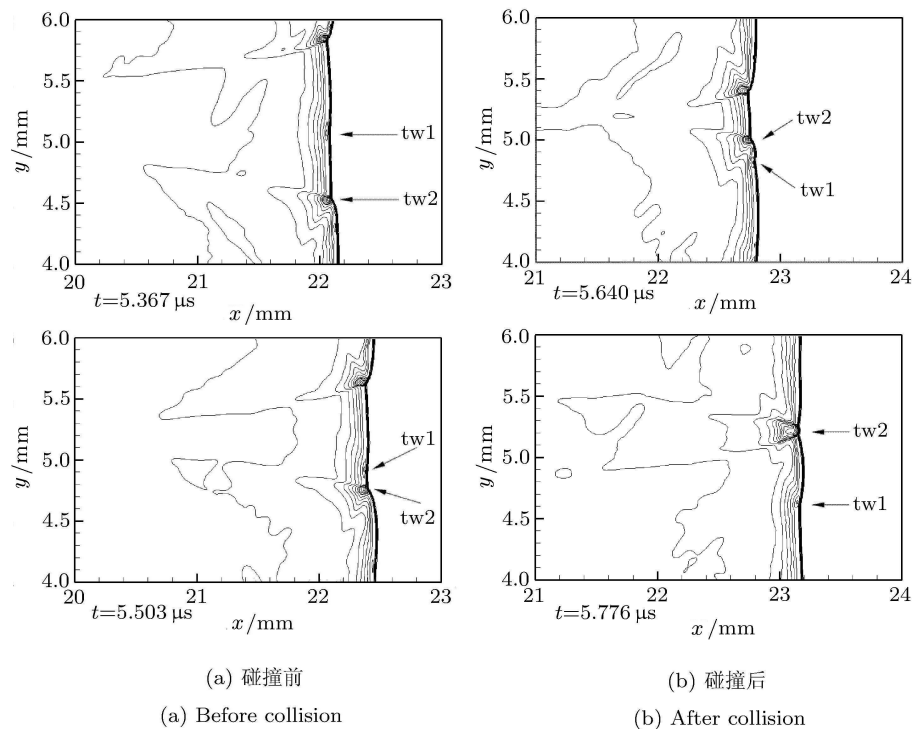 6.0
5.5
5.0
4.5
4.0
y/mm
tw1
tw2
20 21 22 23
t=5.367 μs
x/mm
6.0
5.5
5.0
4.5
4.0
y/mm
tw2
tw1
21 22 23 24
t=5.640 μs
x/mm
6.0
5.5
5.0
4.5
4.0
y/mm
tw1
tw2
20 21 22 23
t=5.503 μs
x/mm
6.0
5.5
5.0
4.5
4.0
y/mm
tw2
tw1
21 22 23 24
t=5.776 μs
x/mm
(a) 碰撞前
(a) Before collision
(b) 碰撞后
(b) After collision